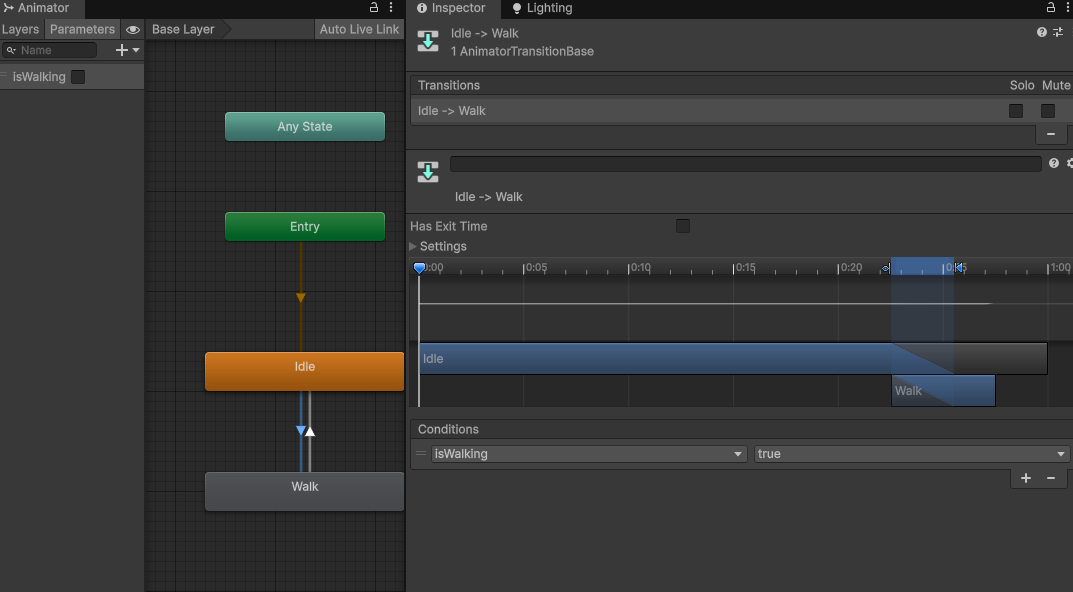 Animator
Inspector
Lighting
Layers
Parameters
Base Layer
Auto Live Link
Name
isWalking
Any State
Entry
Idle
Walk
Idle -> Walk
1 AnimatorTransitionBase
Transitions
Solo
Mute
Idle -> Walk
Idle -> Walk
Has Exit Time
Settings
0:00
0:05
0:10
0:15
0:20
1:00
Idle
Walk
Conditions
isWalking
true